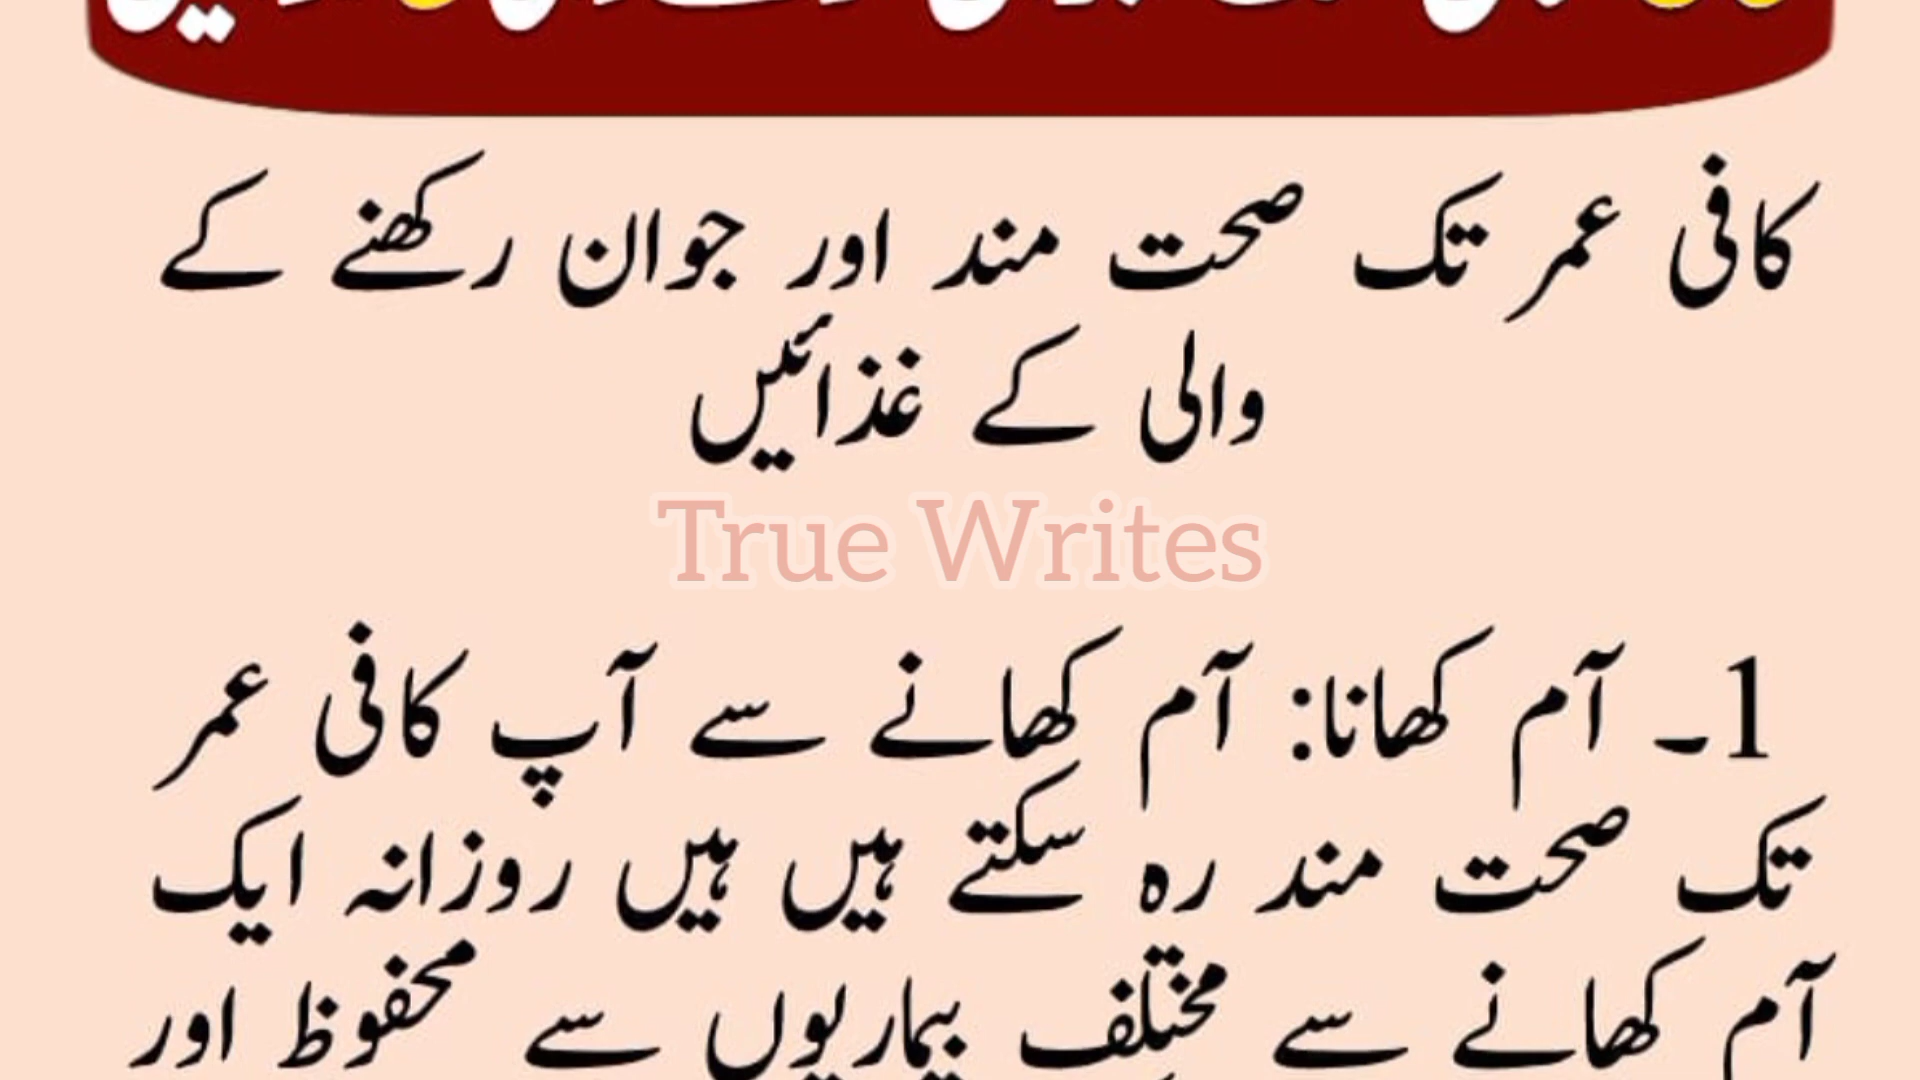 کافی عمر تک صحت مند اور جوان رکھنے کے
والی کے غذائیں
True Writes
1۔ آم کھانا: آم کھانے سے آپ کافی عمر
تک صحت مند رہ سکتے ہیں ہیں روزانہ ایک
آم کھانے سے مختلف بیماریوں سے محفوظ اور